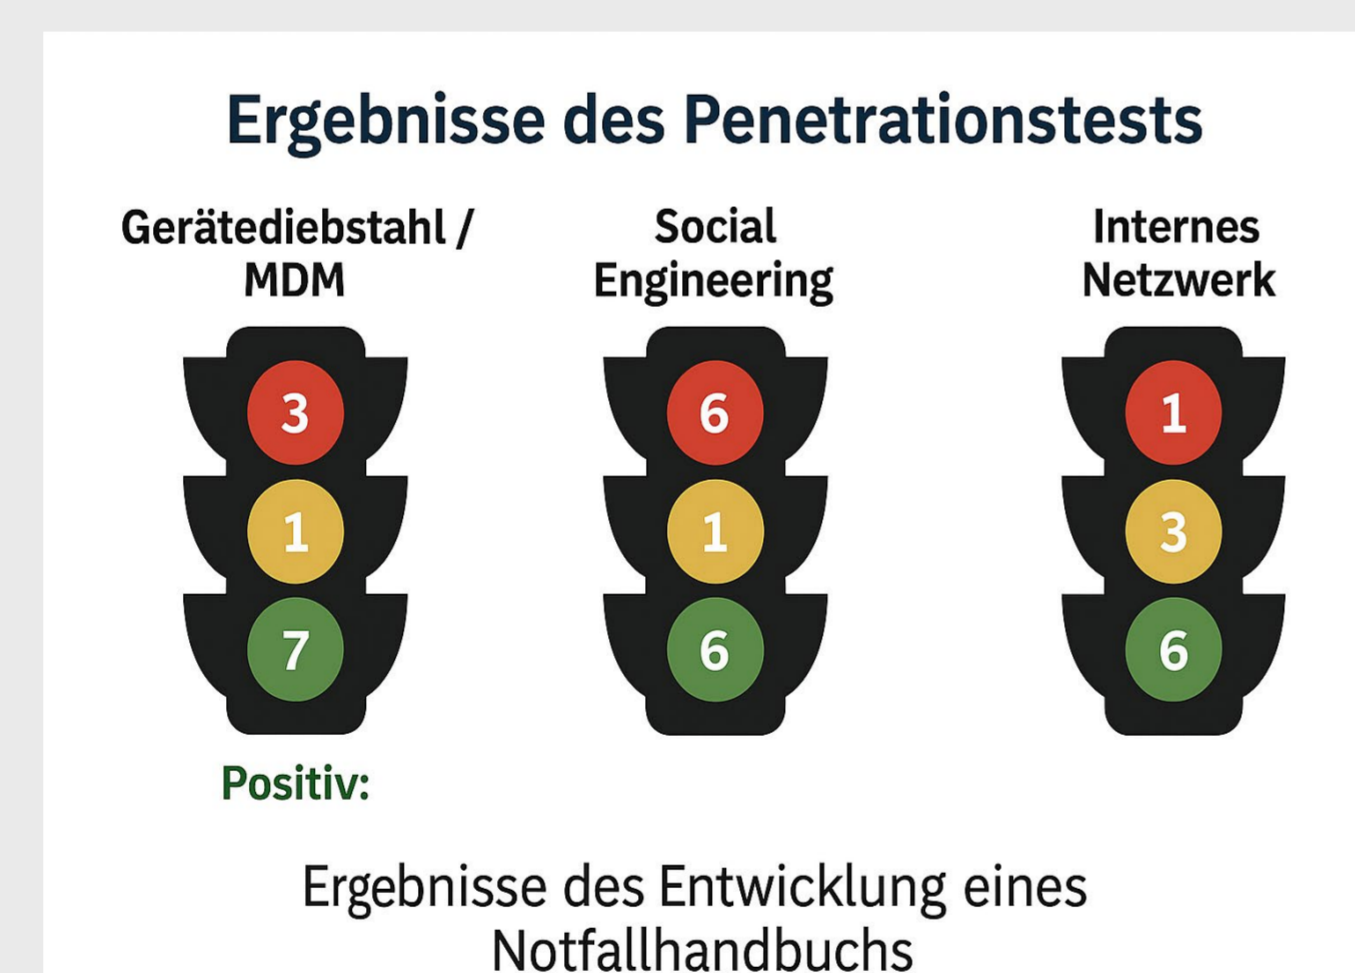 Ergebnisse des Penetrationstests
Gerätediebstahl /
MDM
3
1
7
Social
Engineering
6
1
6
Internes
Netzwerk
1
3
6
Positiv:
Ergebnisse des Entwicklung eines
Notfallhandbuchs